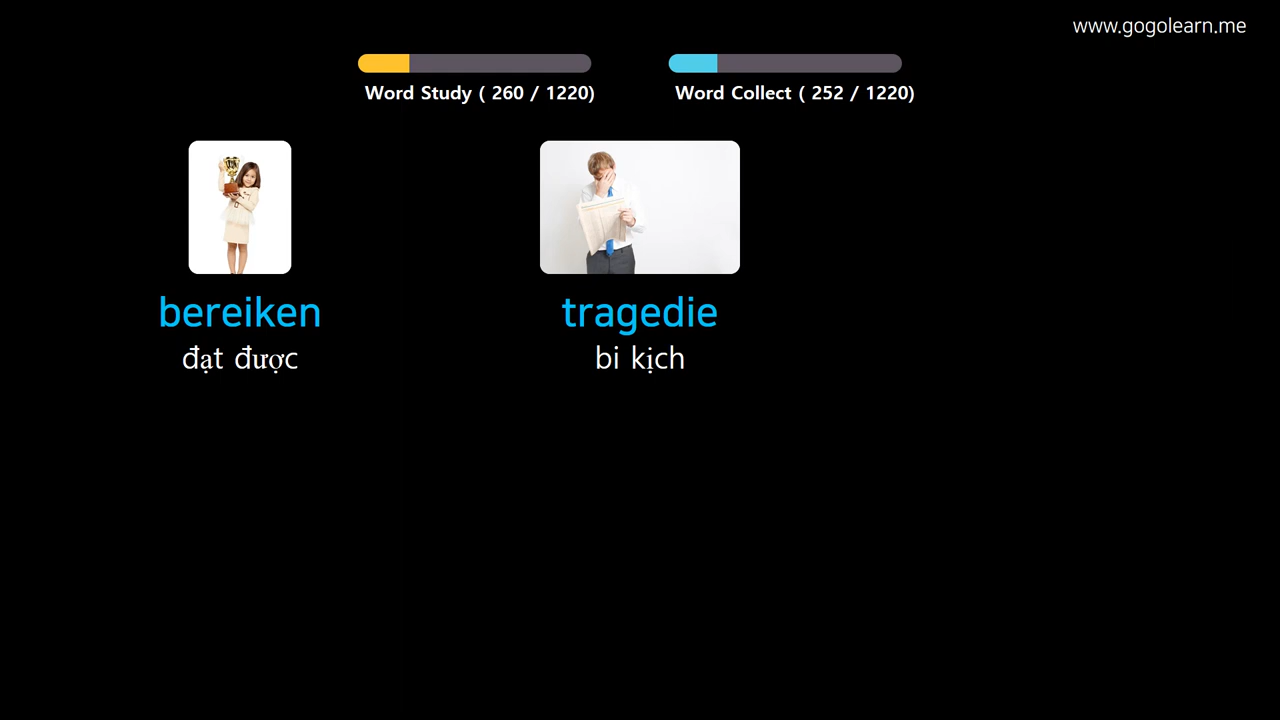 www.gogolearn.me
Word Study ( 260 / 1220)
Word Collect ( 252 / 1220)
bereiken
đạt được
tragedie
bi kịch